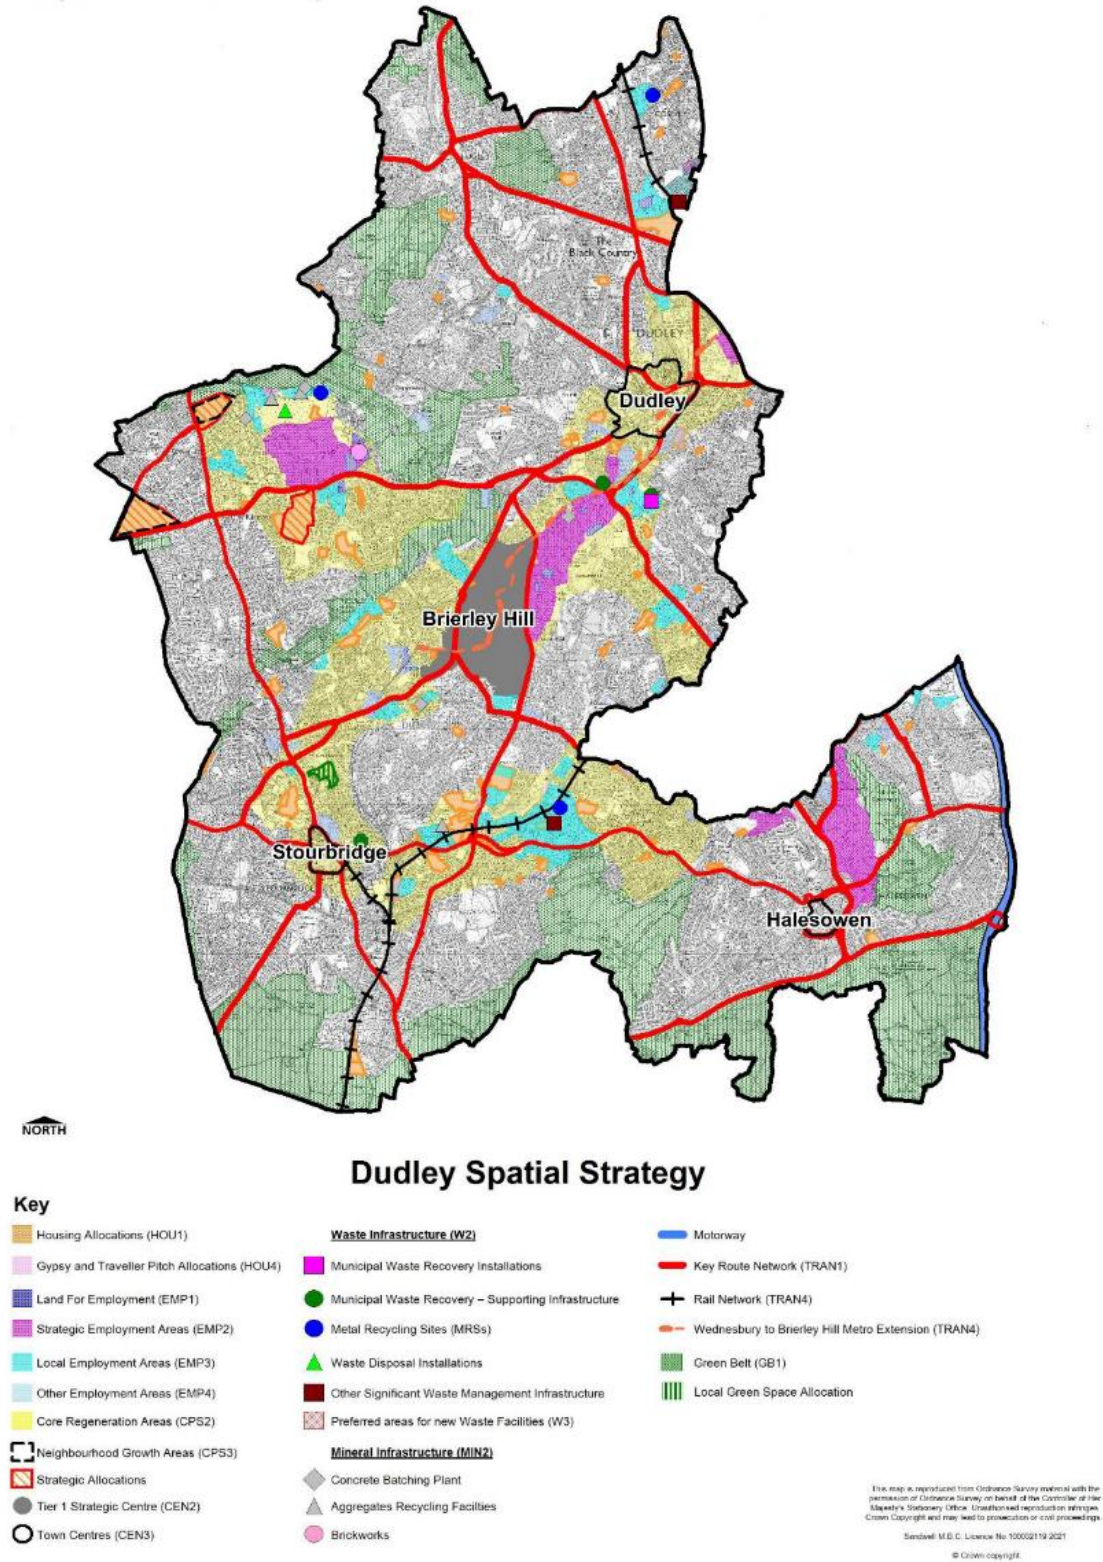 The
Black Country
DUDLEY
Dudley
Brierley Hill
Stourbridge
Halesowen
NORTH
Dudley Spatial Strategy
Key
Housing Allocations (HOU1)
Gypsy and Traveller Pitch Allocations (HOU4)
Land For Employment (EMP1)
Strategic Employment Areas (EMP2)
Local Employment Areas (EMP3)
Other Employment Areas (EMP4)
Core Regeneration Areas (CPS2)
Neighbourhood Growth Areas (CPS3)
Strategic Allocations
Tier 1 Strategic Centre (CEN2)
Town Centres (CEN3)
Waste Infrastructure (W2)
Municipal Waste Recovery Installations
Municipal Waste Recovery – Supporting Infrastructure
Metal Recycling Sites (MRSs)
Waste Disposal Installations
Other Significant Waste Management Infrastructure
Preferred areas for new Waste Facilities (W3)
Mineral Infrastructure (MIN2)
Concrete Batching Plant
Aggregates Recycling Facilties
Brickworks
Motorway
Key Route Network (TRAN1)
Rail Network (TRAN4)
Wednesbury to Brierley Hill Metro Extension (TRAN4)
Green Belt (GB1)
Local Green Space Allocation
This map is reproduced from Ordnance Survey material with the
permission of Ordnance Survey on behalf of the Controller of Her
Majesty's Stationery Office. Unauthorised reproduction infringes
Crown Copyright and may lead to prosecution or civil proceedings.
Sandwell M.B.C. Licence No 100032119 2021
© Crown copyright.